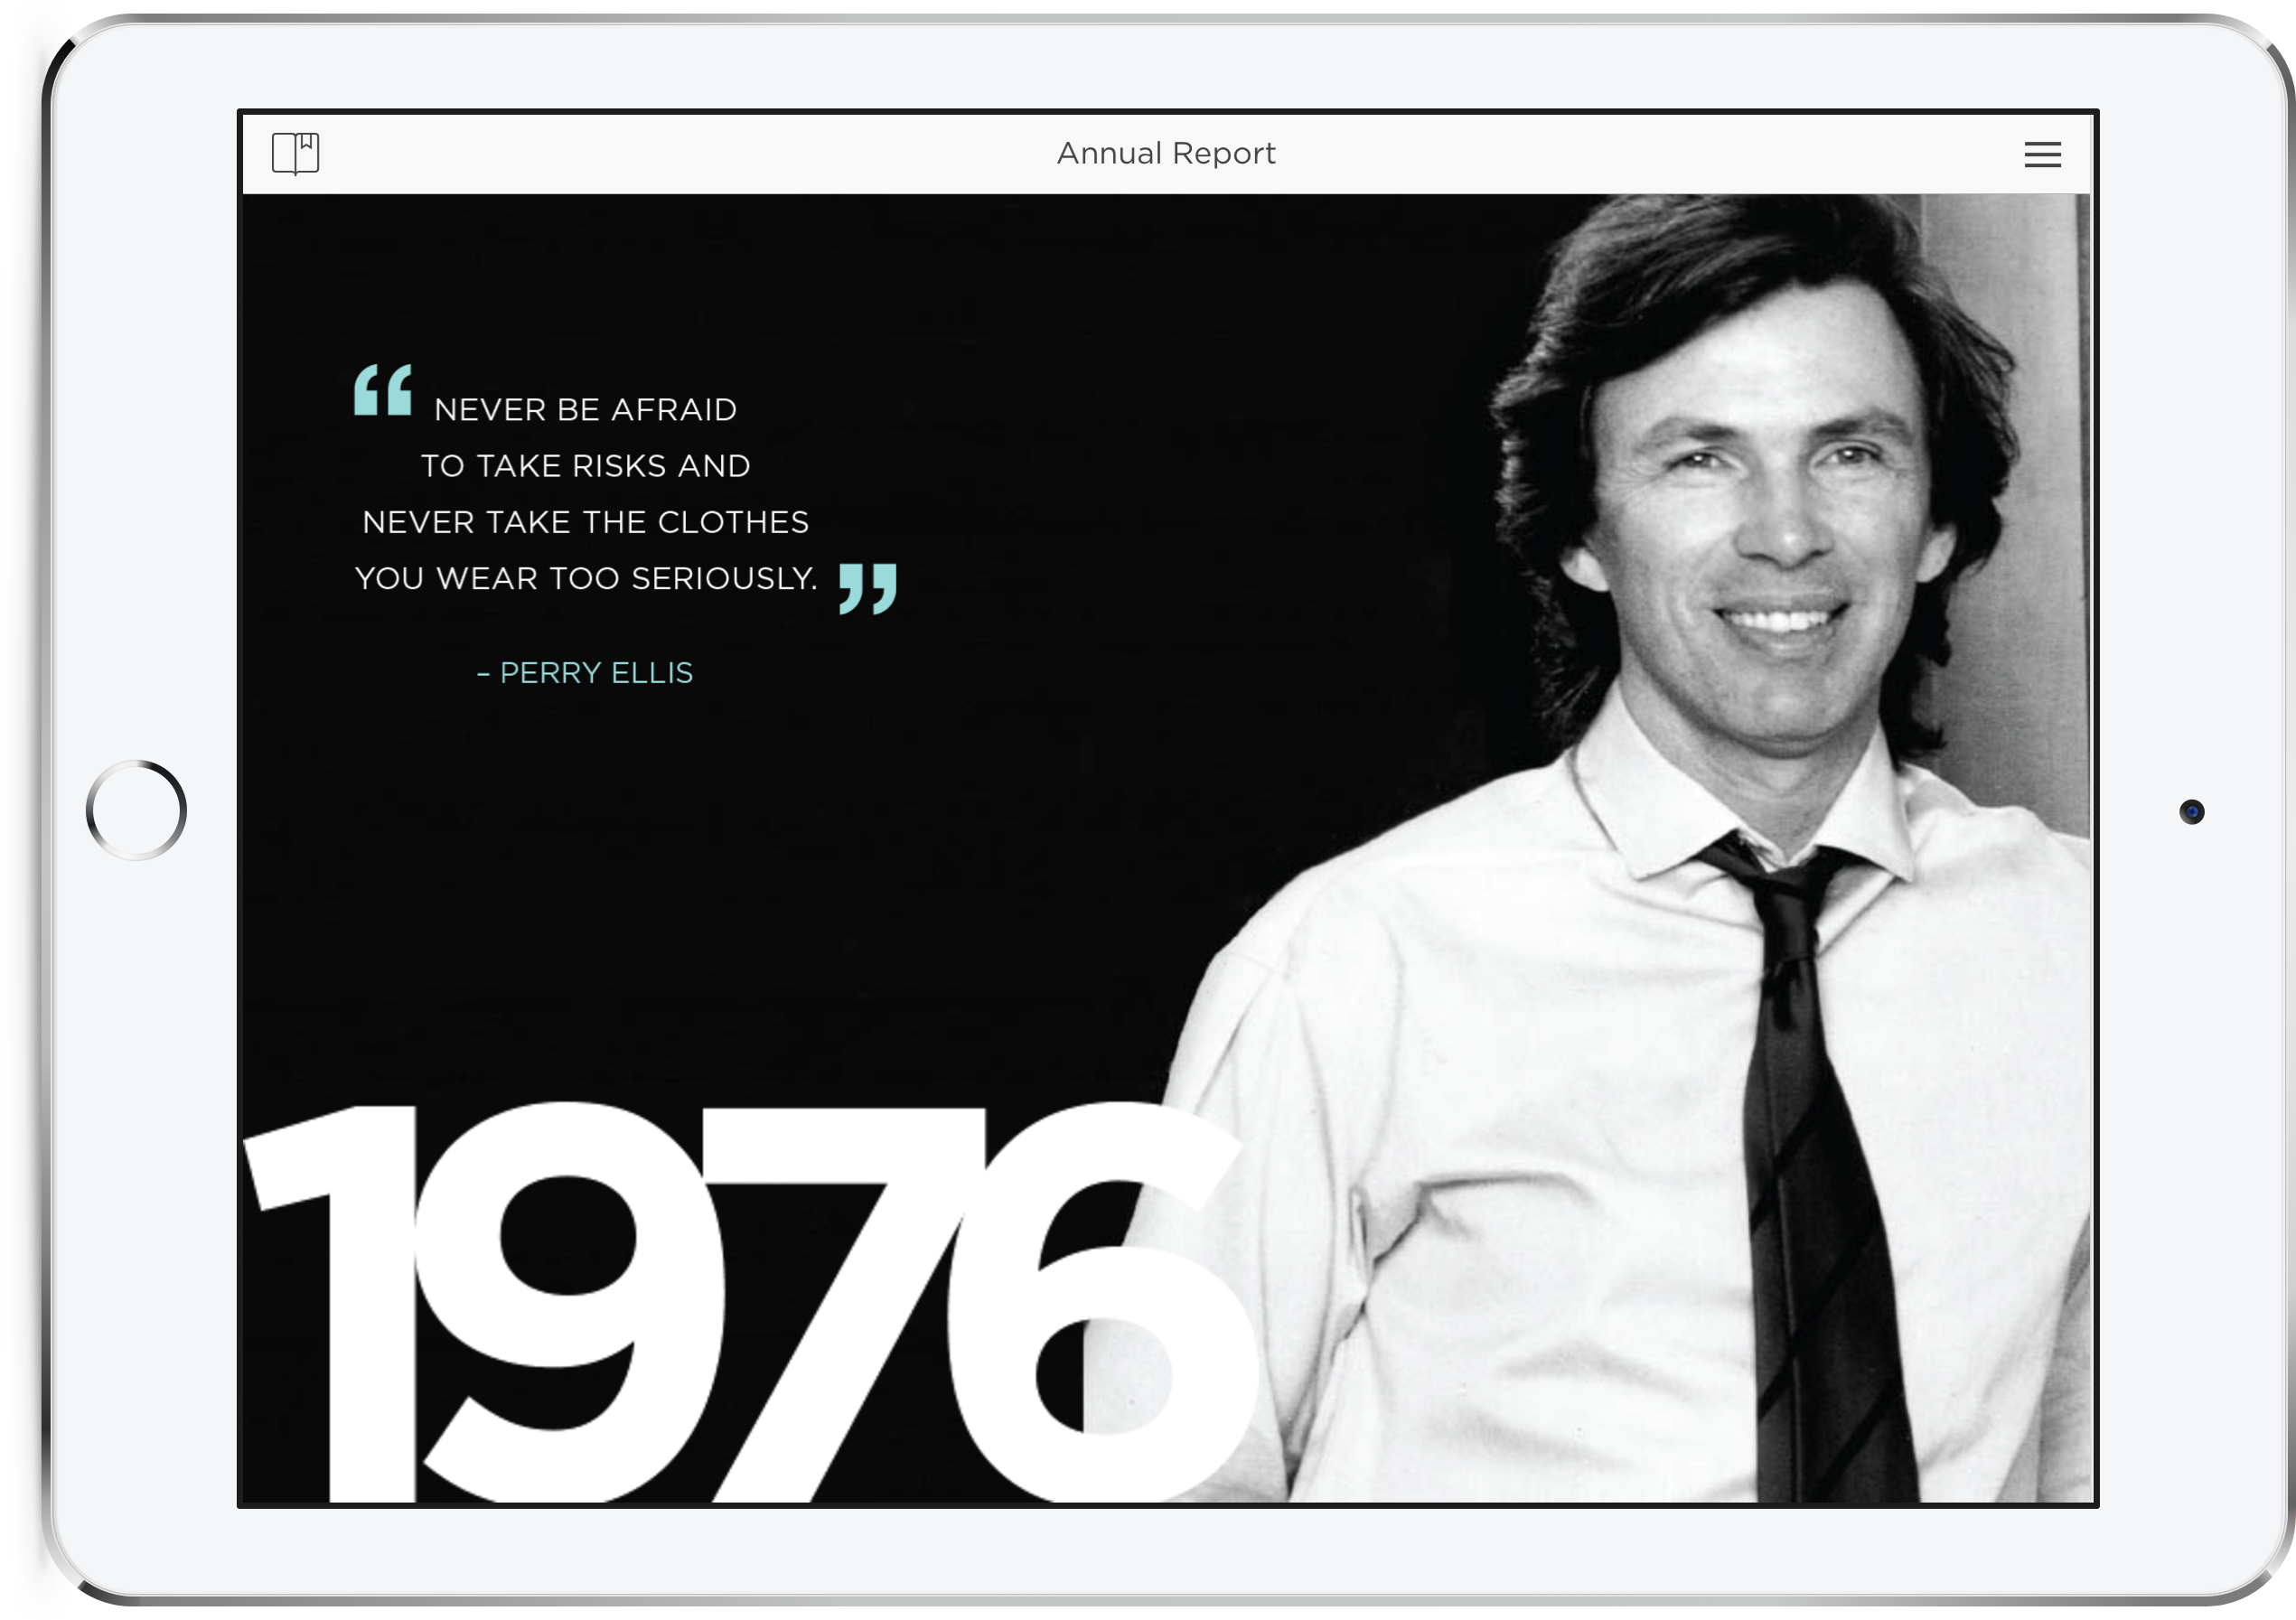 Annual Report
“ NEVER BE AFRAID
TO TAKE RISKS AND
NEVER TAKE THE CLOTHES
YOU WEAR TOO SERIOUSLY. ”
– PERRY ELLIS
1976